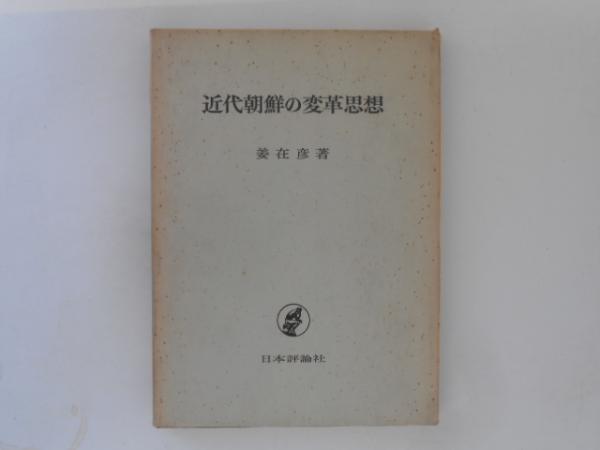 近代朝鮮の変革思想
姜在彦著
日本評論社